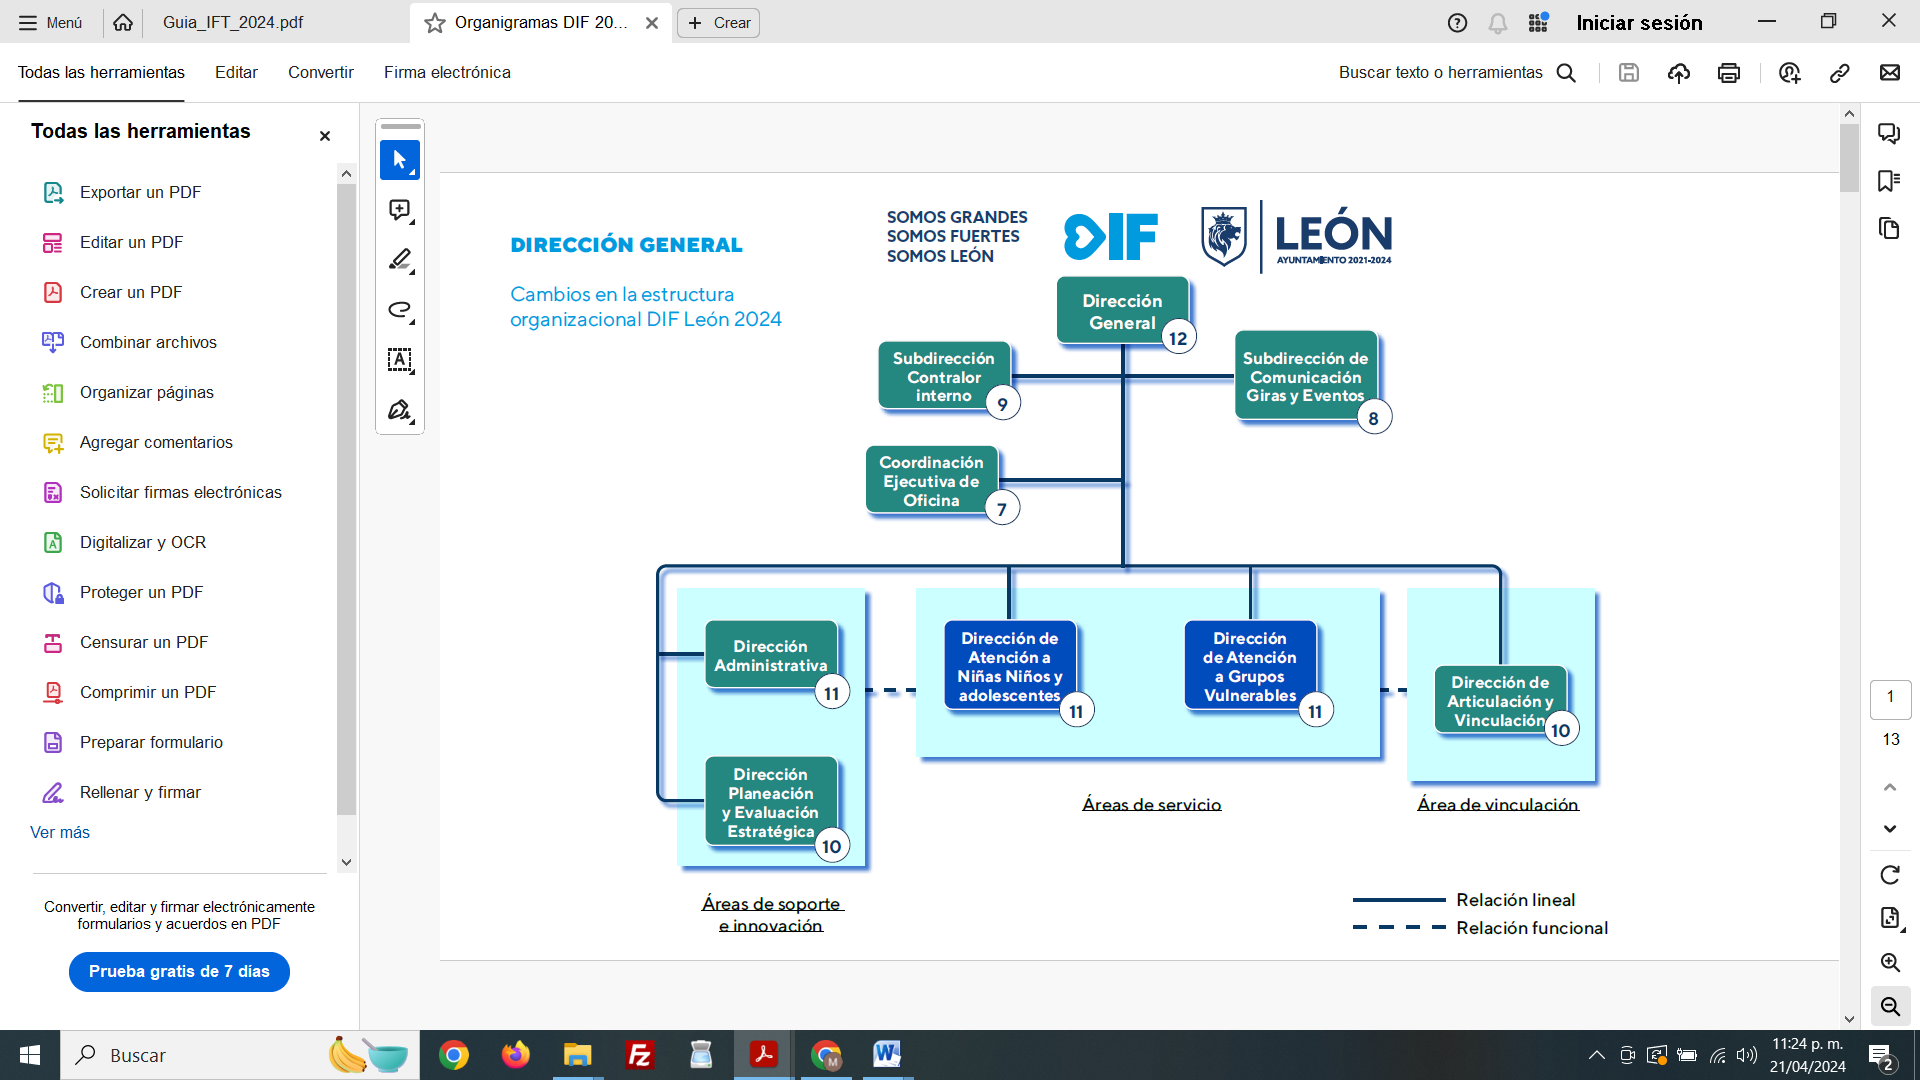 Menú
Guia_IFT_2024.pdf
Organigramas DIF 20...
Crear
Iniciar sesión
Todas las herramientas
Editar
Convertir
Firma electrónica
Buscar texto o herramientas
Todas las herramientas
Exportar un PDF
Editar un PDF
Crear un PDF
Combinar archivos
Organizar páginas
Agregar comentarios
Solicitar firmas electrónicas
Digitalizar y OCR
Proteger un PDF
Censurar un PDF
Comprimir un PDF
Preparar formulario
Rellenar y firmar
Ver más
Convertir, editar y firmar electrónicamente
formularios y acuerdos en PDF
Prueba gratis de 7 días
DIRECCIÓN GENERAL
Cambios en la estructura
organizacional DIF León 2024
SOMOS GRANDES
SOMOS FUERTES
SOMOS LEÓN
DIF
LEÓN
AYUNTAMIENTO 2021-2024
Dirección
General
12
Subdirección
Contralor
interno
9
Subdirección de
Comunicación
Giras y Eventos
8
Coordinación
Ejecutiva de
Oficina
7
Dirección
Administrativa
11
Dirección de
Atención a
Niñas Niños y
adolescentes
11
Dirección
de Atención
a Grupos
Vulnerables
11
Dirección de
Articulación y
Vinculación
10
Dirección
Planeación
y Evaluación
Estratégica
10
Áreas de servicio
Área de vinculación
Áreas de soporte
e innovación
Relación lineal
Relación funcional
1
13
Buscar
11:24 p. m.
21/04/2024
2